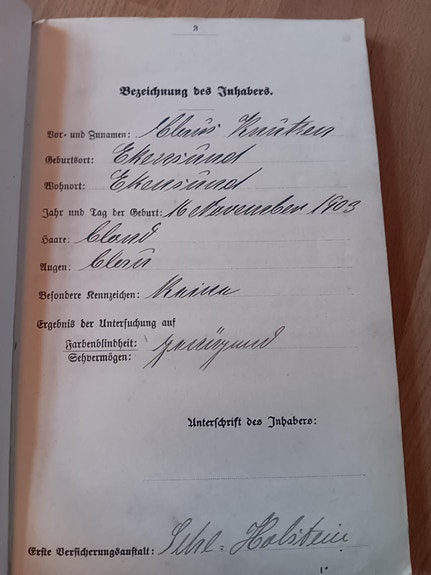 3
Bezeichnung des Inhabers.
Vor- und Zunamen: Claus Knutzen
Geburtsort: Ekensund
Wohnort: Ekensund
Jahr und Tag der Geburt: 16 November 1903
Haare: blond
Augen: blau
Besondere Kennzeichen: Keine
Ergebnis der Untersuchung auf
Farbenblindheit: genügend
Sehvermögen:
Unterschrift des Inhabers:
Erste Versicherungsanstalt: Schl.-Holstein